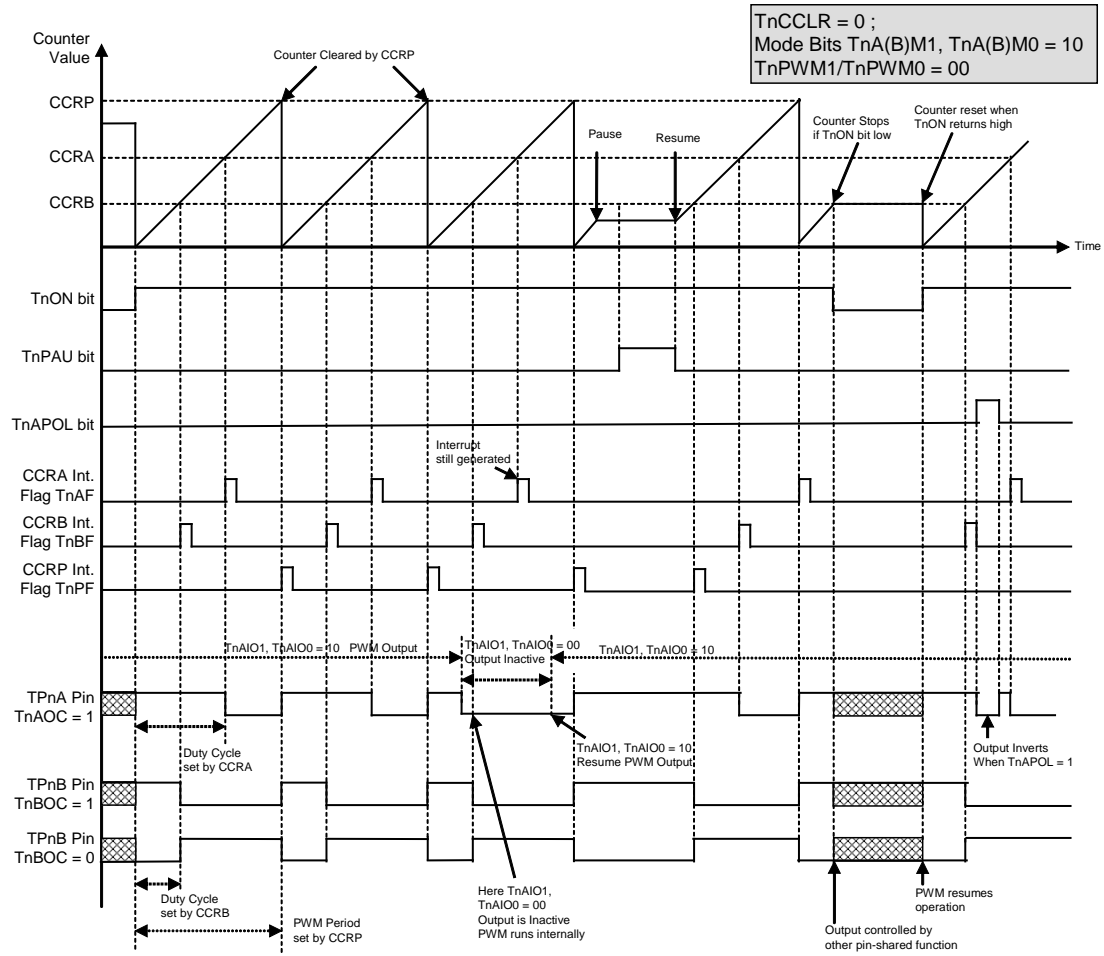 TnCCLR = 0 ;
Mode Bits TnA(B)M1, TnA(B)M0 = 10
TnPWM1/TnPWM0 = 00
Counter
Value
Counter Cleared by CCRP
CCRP
CCRA
CCRB
Pause
Resume
Counter Stops
if TnON bit low
Counter reset when
TnON returns high
Time
TnON bit
TnPAU bit
TnAPOL bit
Interrupt
still generated
CCRA Int.
Flag TnAF
CCRB Int.
Flag TnBF
CCRP Int.
Flag TnPF
TnAIO1, TnAIO0 = 10 PWM Output
TnAIO1, TnAIO0 = 00
Output Inactive
TnAIO1, TnAIO0 = 10
TPnA Pin
TnAOC = 1
Duty Cycle
set by CCRA
TnAIO1, TnAIO0 = 10
Resume PWM Output
Output Inverts
When TnAPOL = 1
TPnB Pin
TnBOC = 1
TPnB Pin
TnBOC = 0
Duty Cycle
set by CCRB
PWM Period
set by CCRP
Here TnAIO1,
TnAIO0 = 00
Output is Inactive
PWM runs internally
PWM resumes
operation
Output controlled by
other pin-shared function